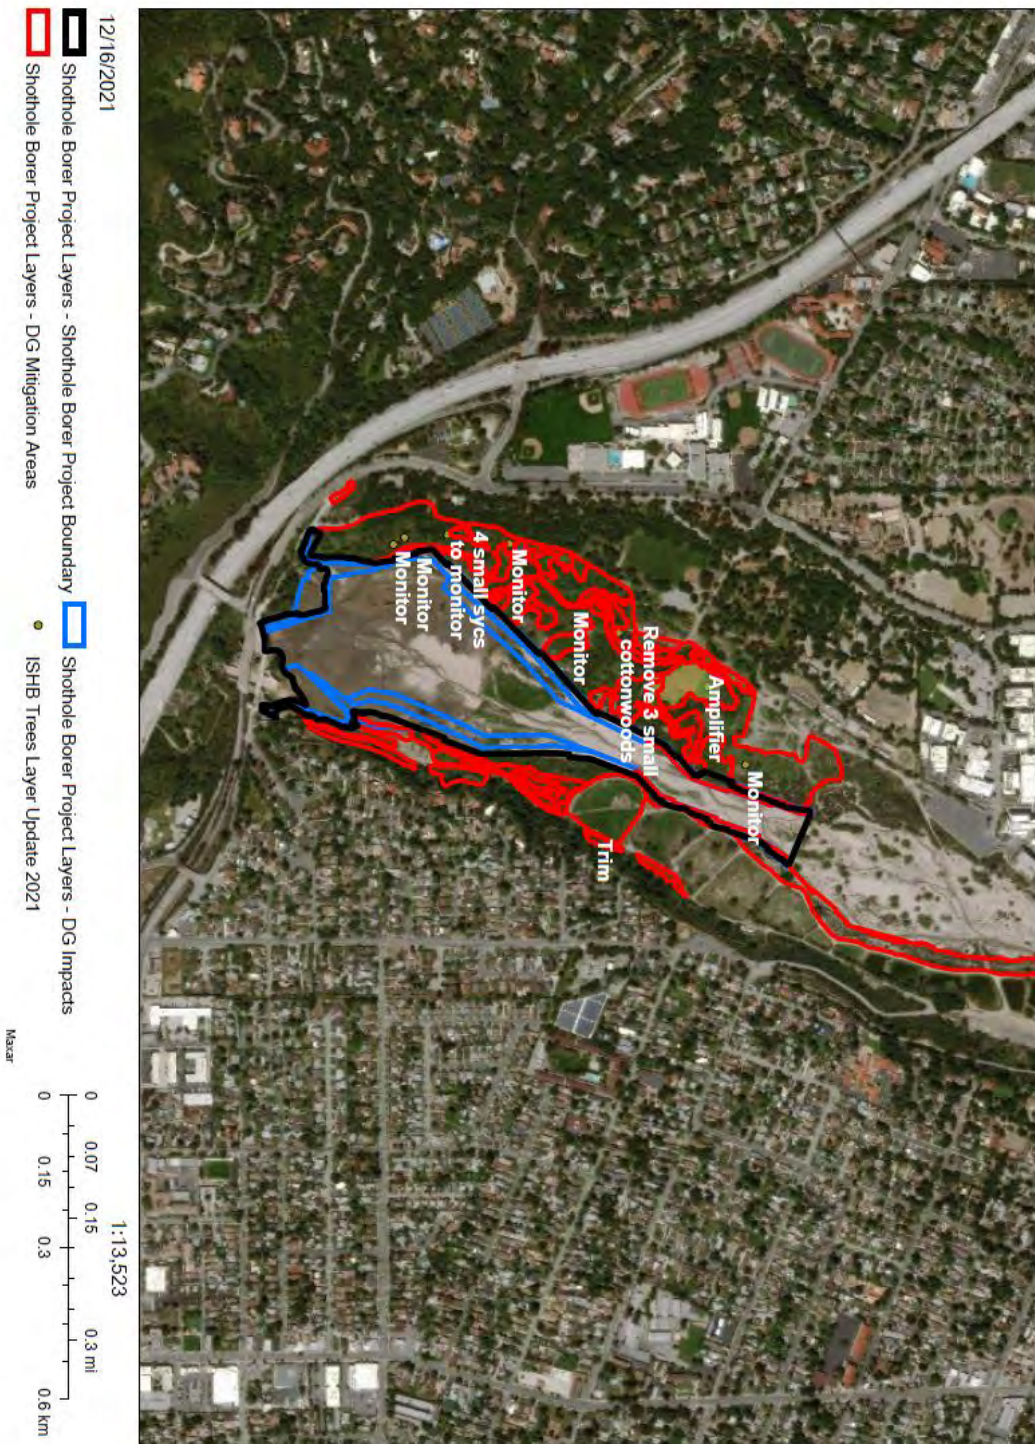 Amplifier
Monitor
Remove 3 small
cottonwoods
Monitor
Monitor
4 small sycs
to monitor
Monitor
Monitor
Trim
12/16/2021
1:13,523
Shothole Borer Project Layers - Shothole Borer Project Boundary
Shothole Borer Project Layers - DG Impacts
Shothole Borer Project Layers - DG Mitigation Areas
ISHB Trees Layer Update 2021
0 0.07 0.15 0.3 mi
0 0.15 0.3 0.6 km
Maxar